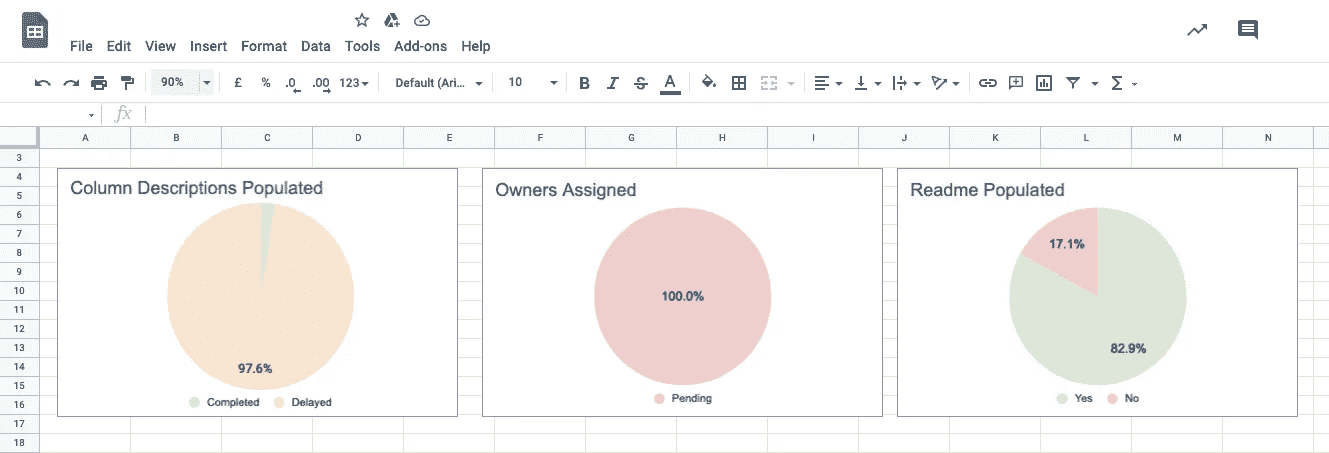 File Edit View Insert Format Data Tools Add-ons Help
90% £ % .0 .00 123 Default (Ari... 10 B I S A Σ
fx
A B C D E F G H I J K L M N
3
4
5
6
7
8
9
10
11
12
13
14
15
16
17
18
Column Descriptions Populated
97.6%
Completed Delayed
Owners Assigned
100.0%
Pending
Readme Populated
17.1%
82.9%
Yes No